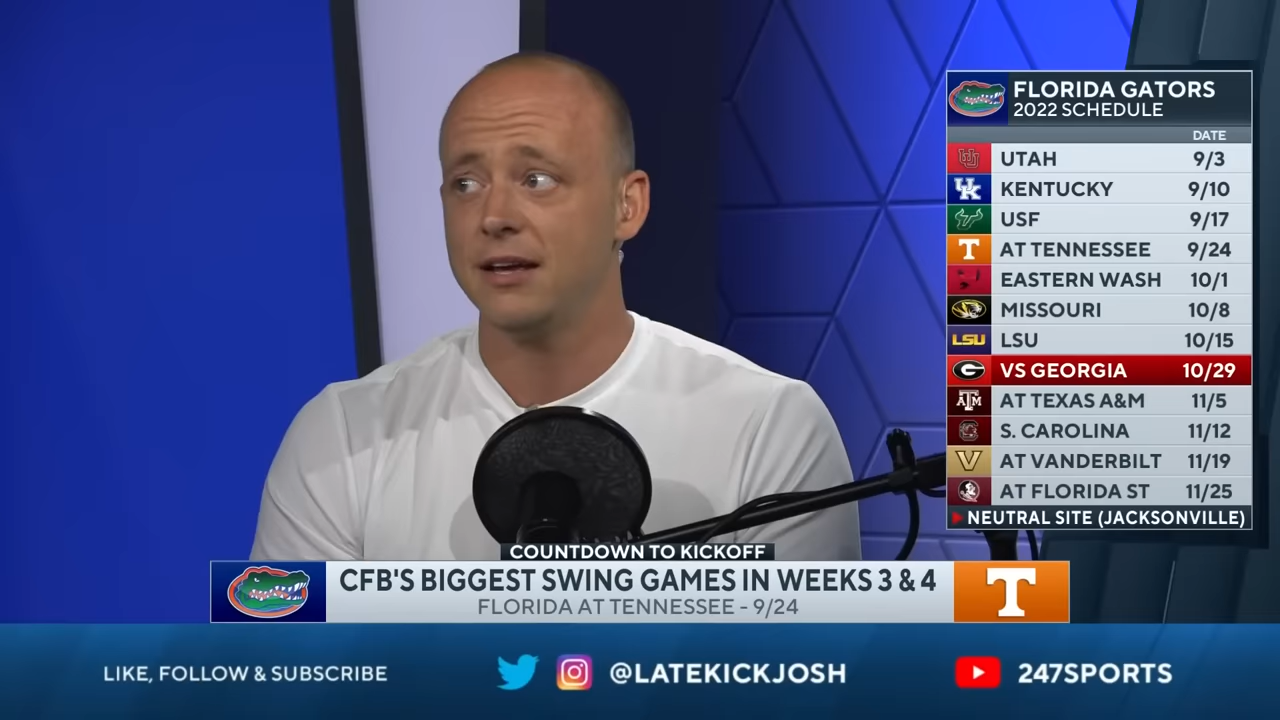 FLORIDA GATORS
2022 SCHEDULE
DATE
UTAH 9/3
UK KENTUCKY 9/10
USF 9/17
T AT TENNESSEE 9/24
EASTERN WASH 10/1
MISSOURI 10/8
LSU LSU 10/15
G VS GEORGIA 10/29
ATM AT TEXAS A&M 11/5
S. CAROLINA 11/12
V AT VANDERBILT 11/19
AT FLORIDA ST 11/25
NEUTRAL SITE (JACKSONVILLE)
COUNTDOWN TO KICKOFF
CFB'S BIGGEST SWING GAMES IN WEEKS 3 & 4
FLORIDA AT TENNESSEE - 9/24
T
LIKE, FOLLOW & SUBSCRIBE
@LATEKICKJOSH
247SPORTS